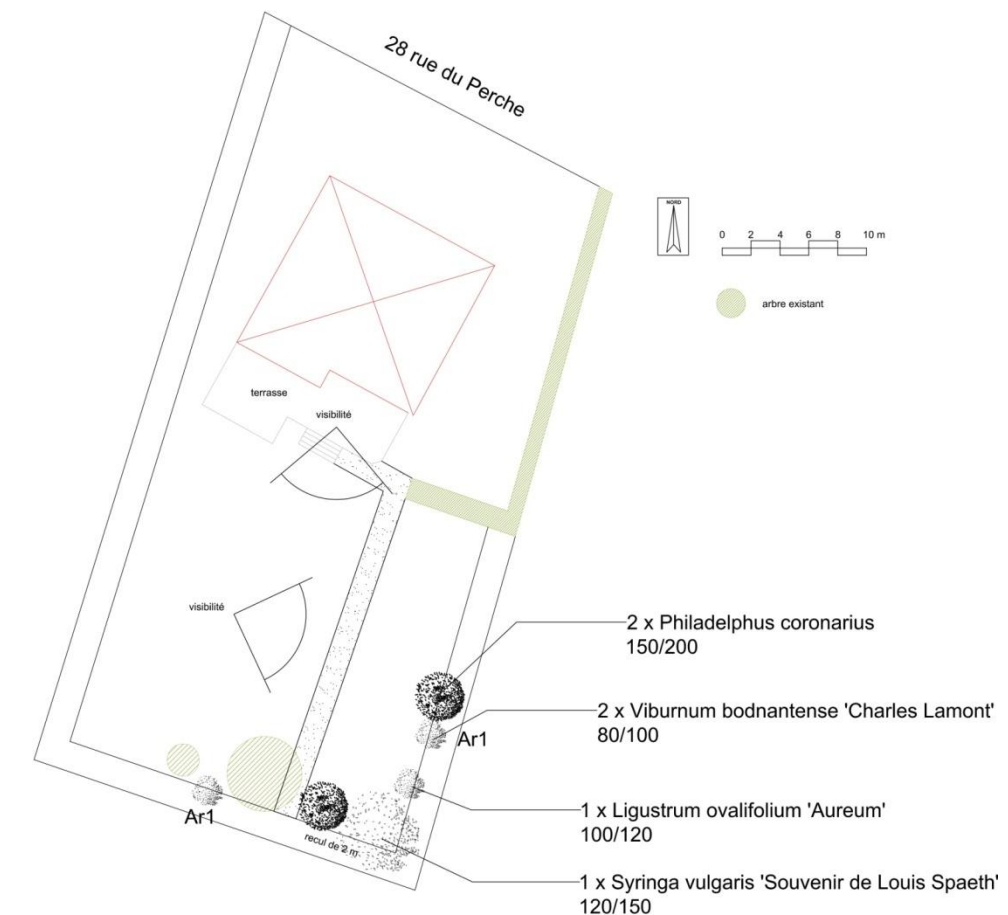 28 rue du Perche
NORD
0 2 4 6 8 10 m
arbre existant
terrasse
visibilité
visibilité
2 x Philadelphus coronarius
150/200
2 x Viburnum bodnantense 'Charles Lamont'
80/100
Ar1
1 x Ligustrum ovalifolium 'Aureum'
100/120
Ar1
recul de 2 m
1 x Syringa vulgaris 'Souvenir de Louis Spaeth'
120/150